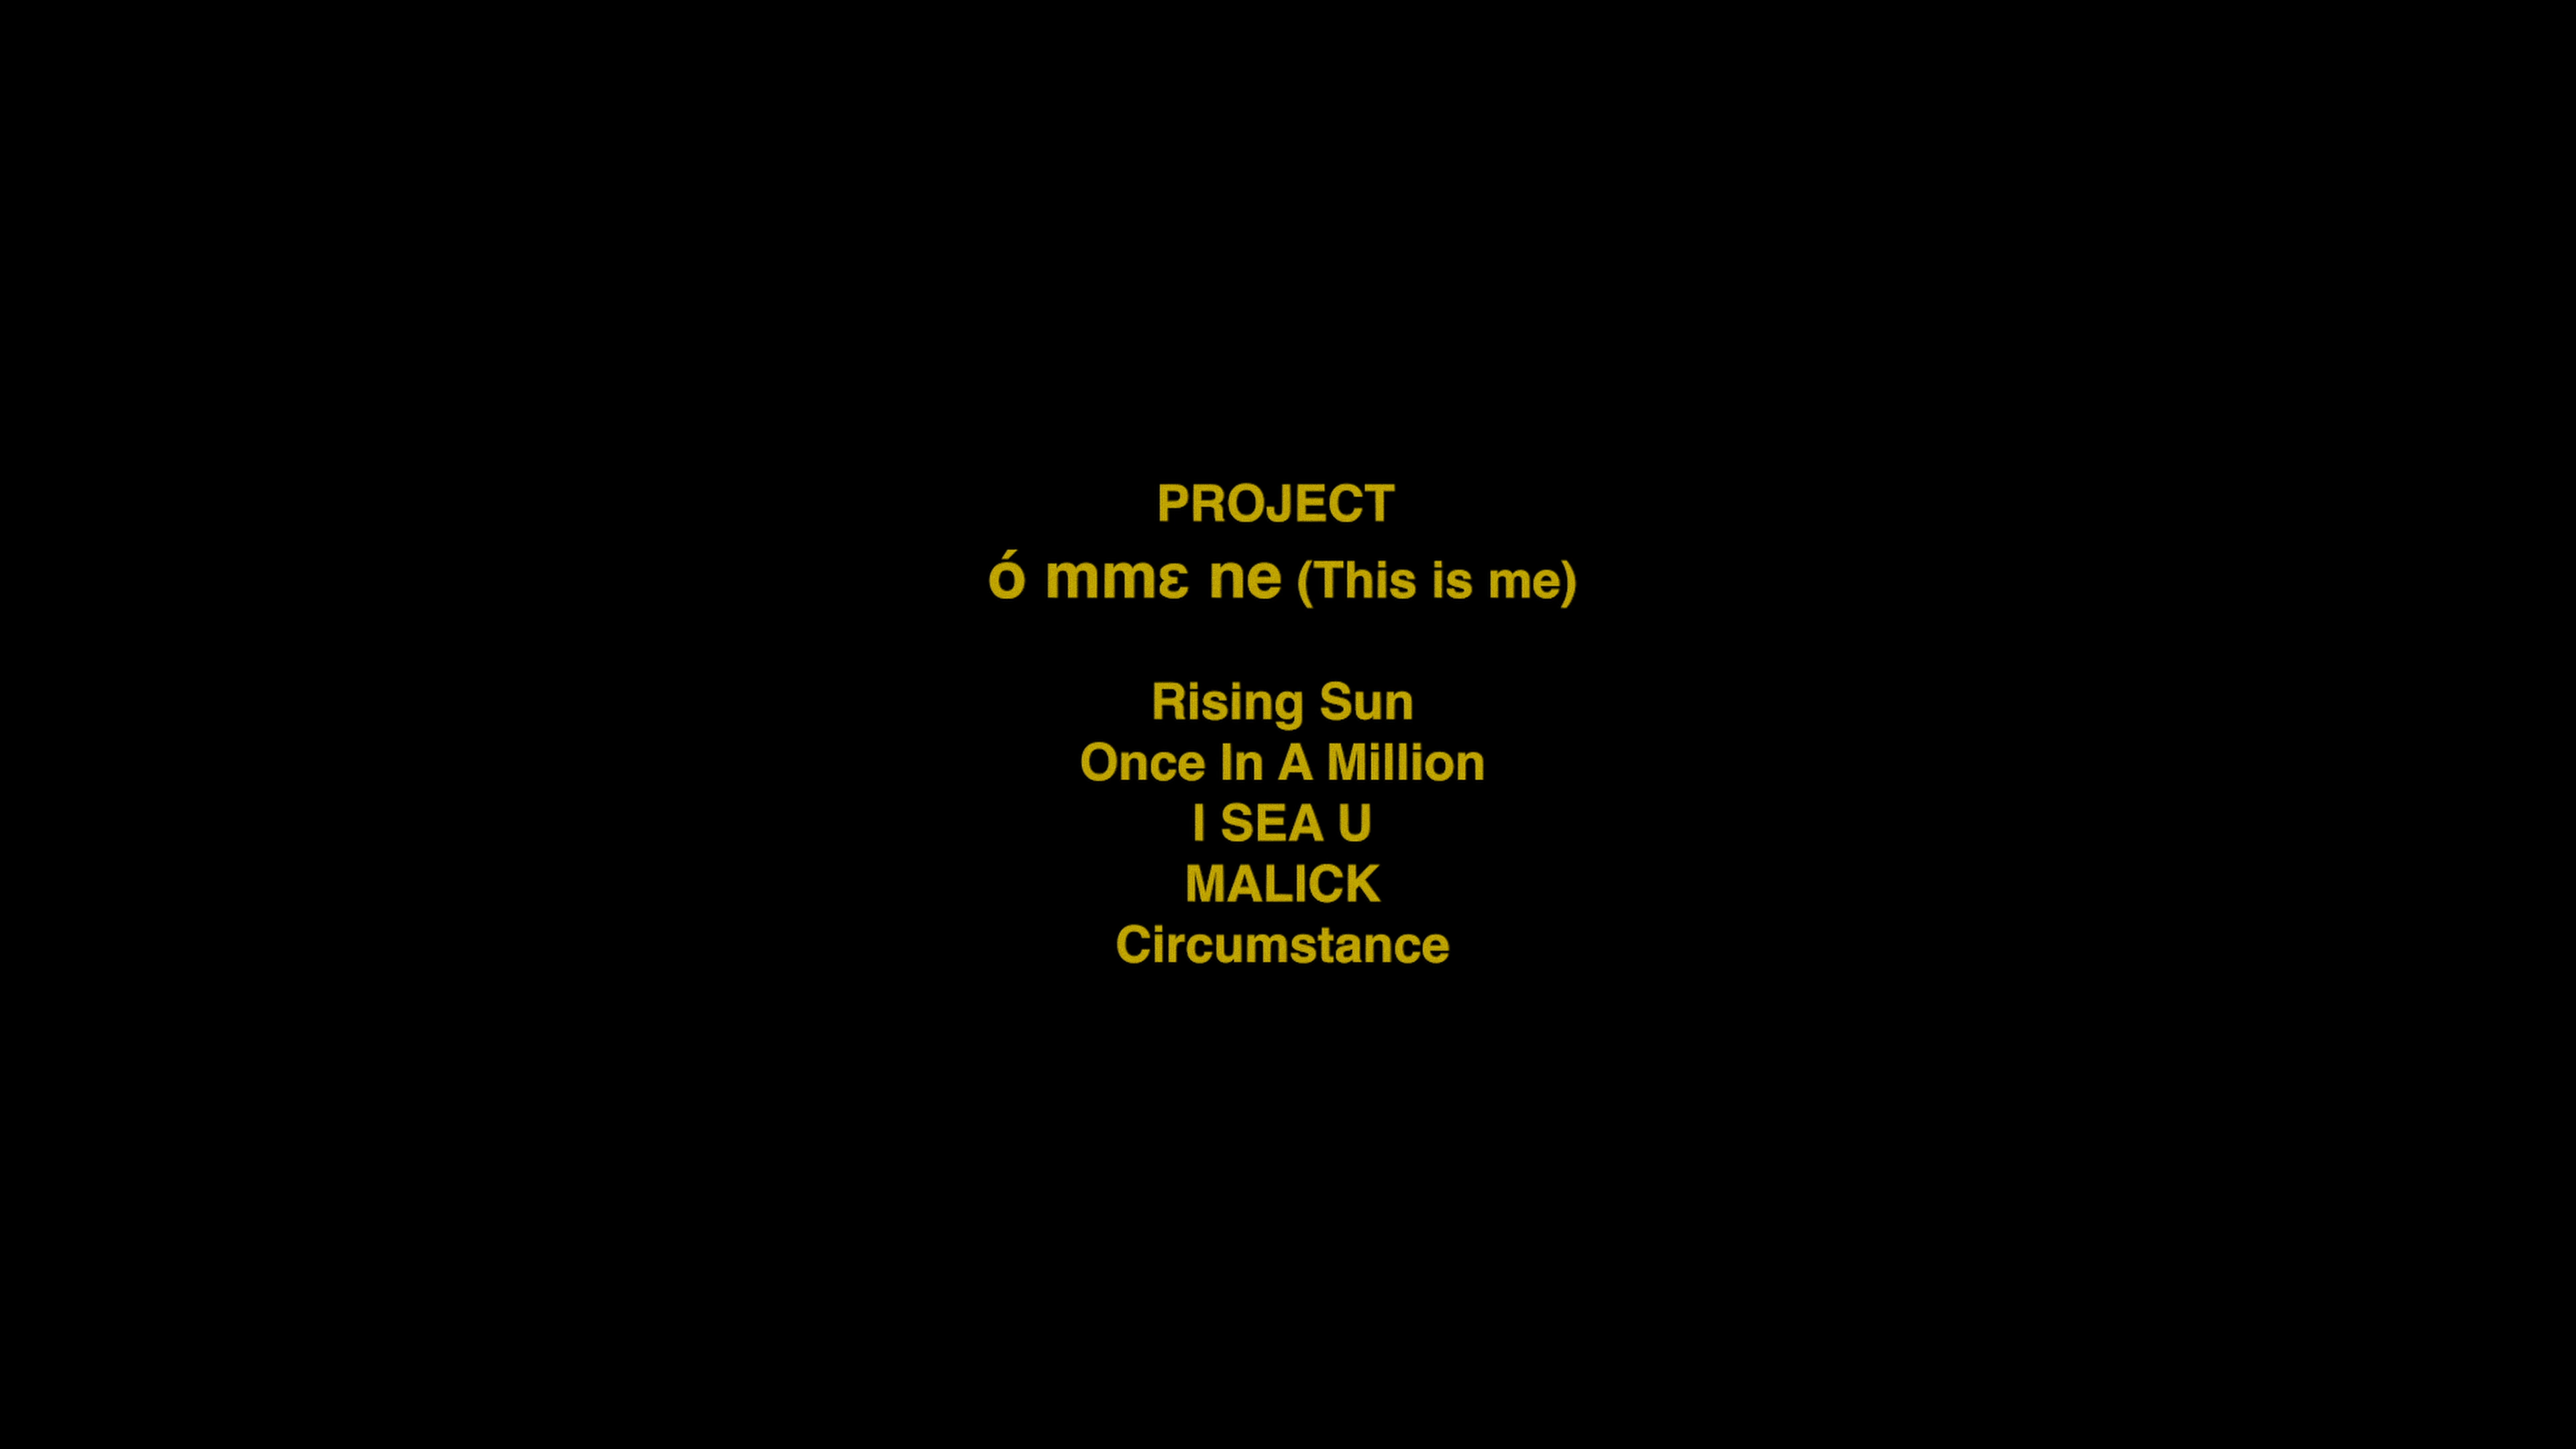 PROJECT
ó mmɛ ne (This is me)
Rising Sun
Once In A Million
I SEA U
MALICK
Circumstance